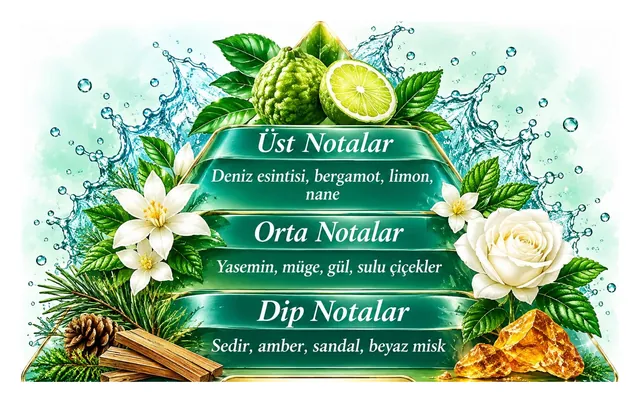 Üst Notalar
Deniz esintisi, bergamot, limon,
nane
Orta Notalar
Yasemin, müge, gül, sulu çiçekler
Dip Notalar
Sedir, amber, sandal, beyaz misk